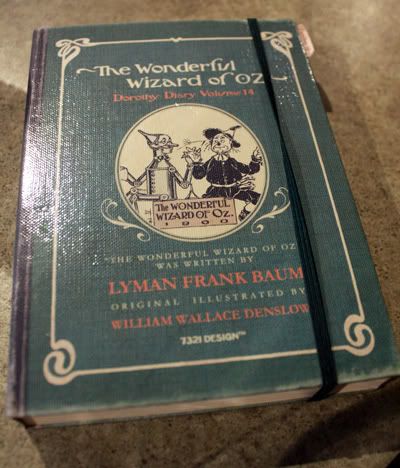 The Wonderful
Wizard of Oz
Dorothy Diary Volume 14
The WONDERFUL
WIZARD OF OZ.
1900
"THE WONDERFUL WIZARD OF OZ
WAS WRITTEN BY
LYMAN FRANK BAUM
ORIGINAL ILLUSTRATED BY
WILLIAM WALLACE DENSLOW
7321 DESIGN™